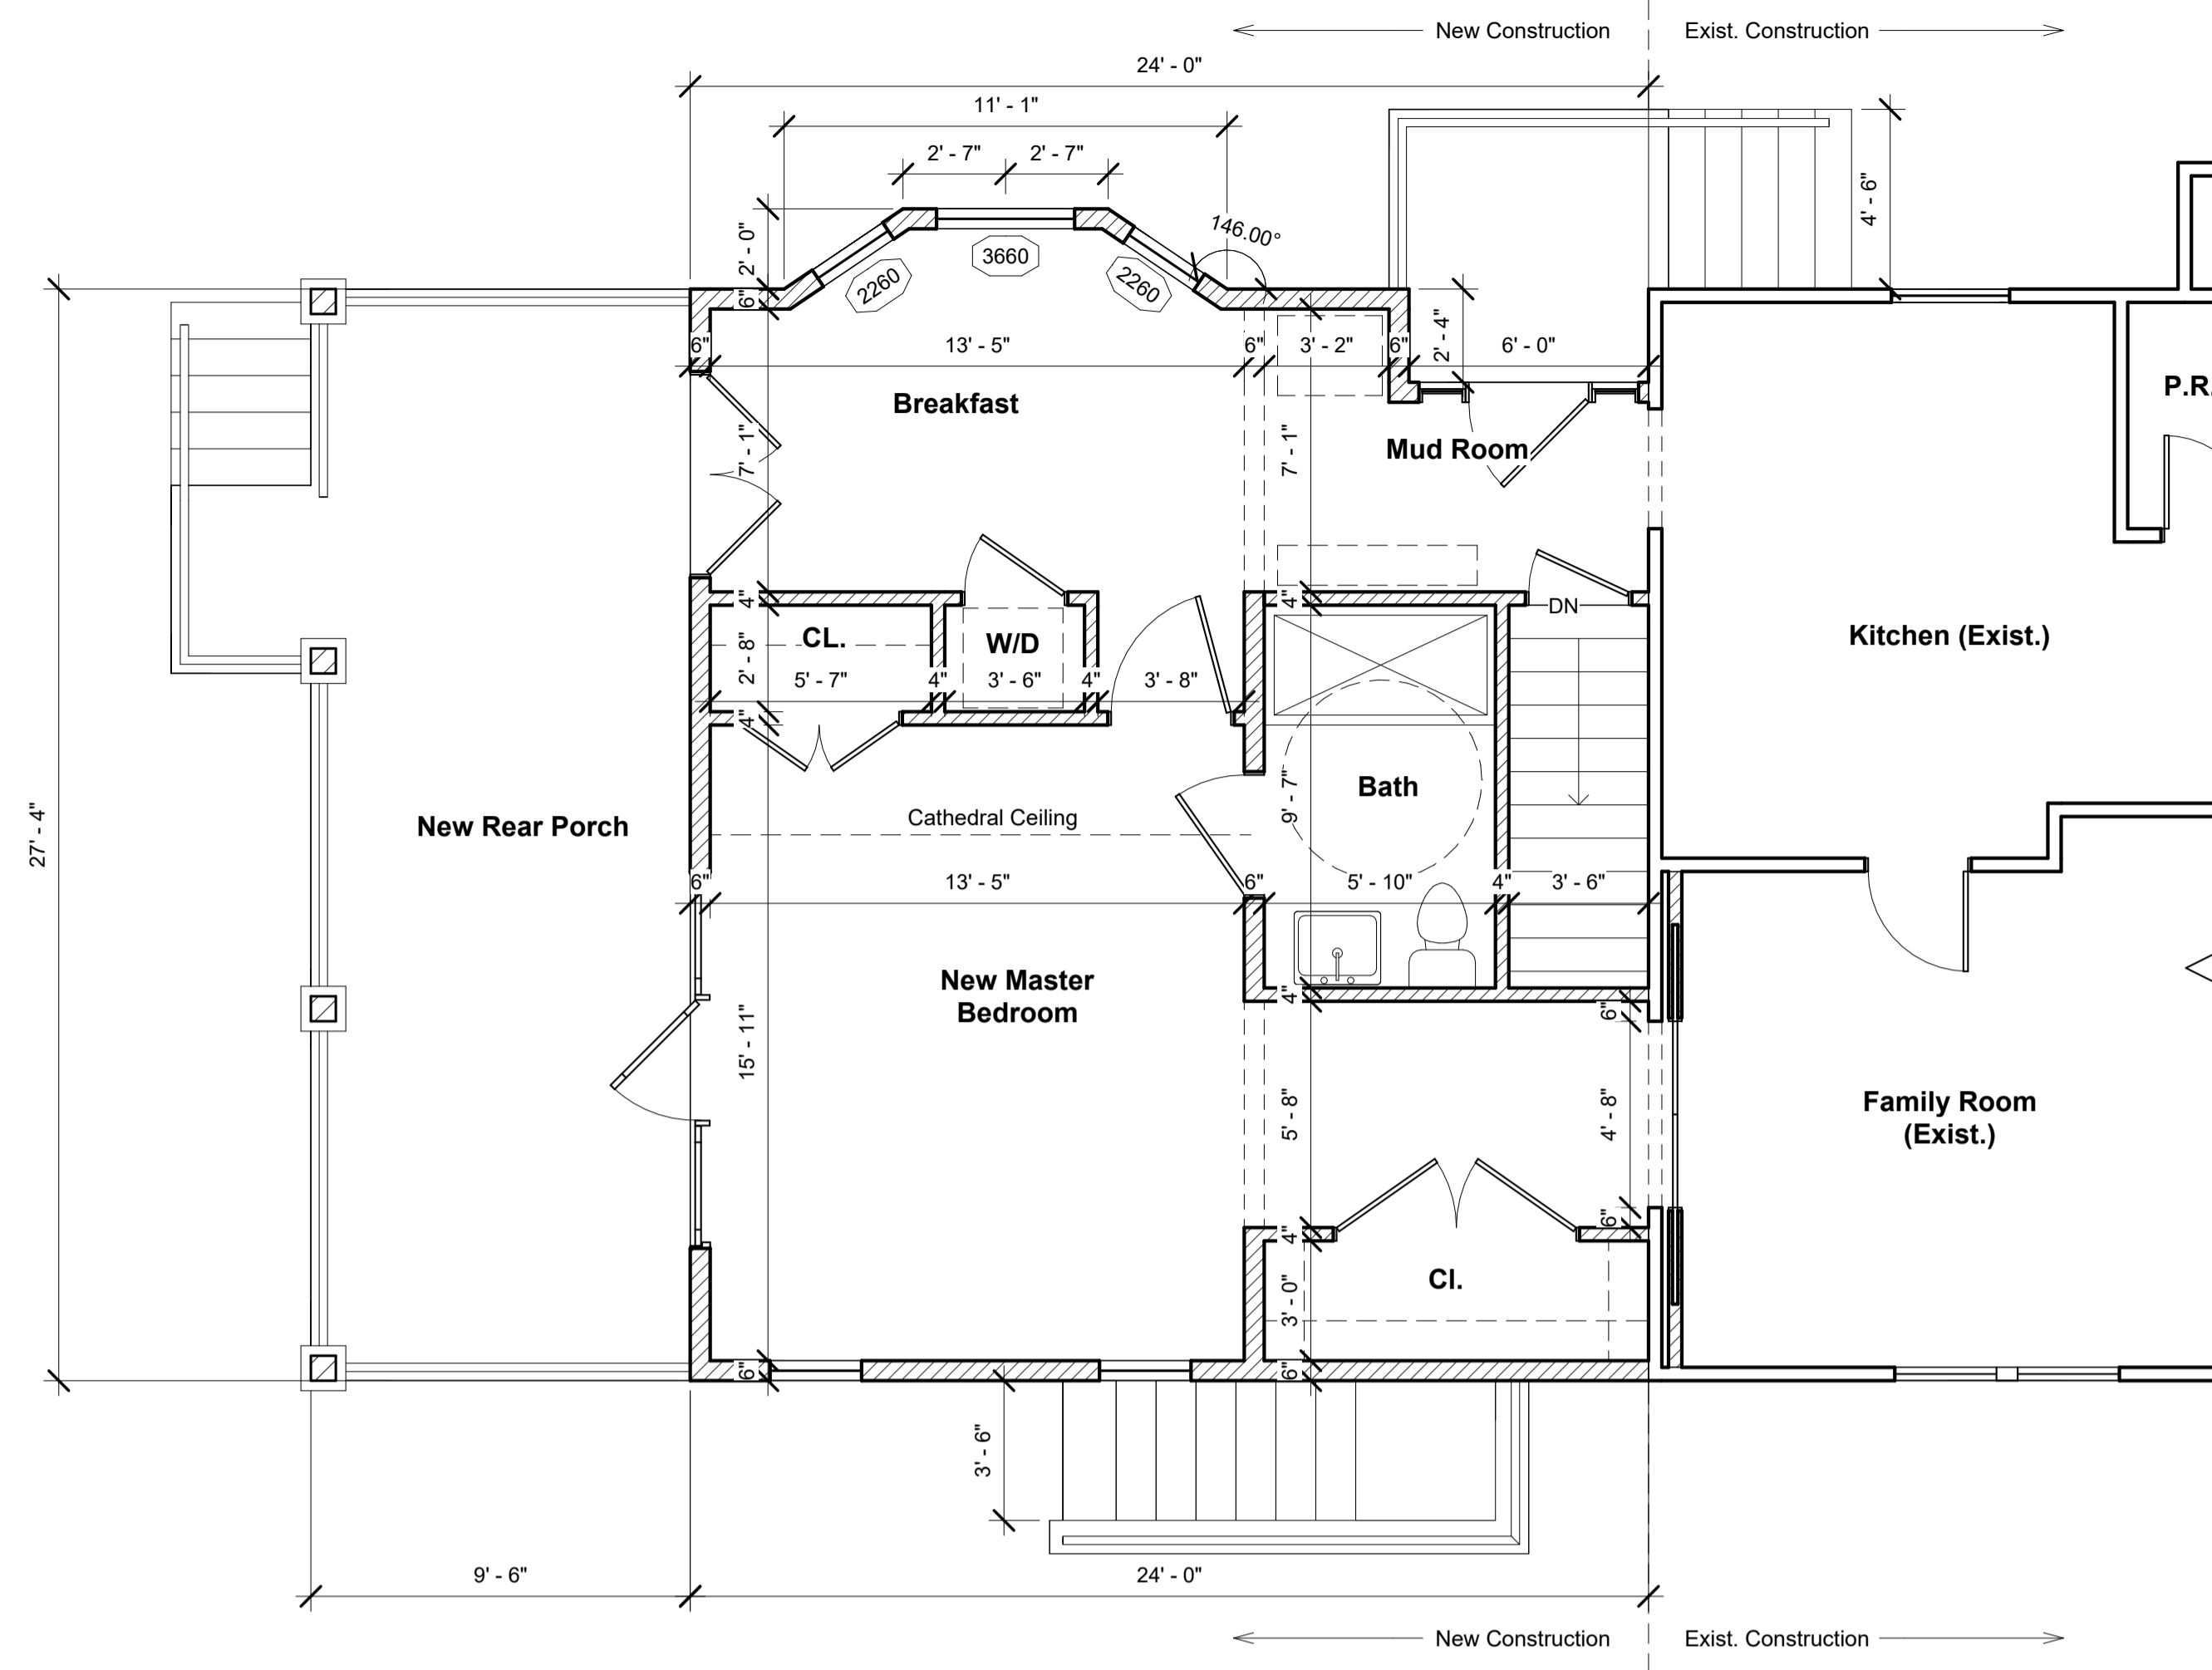 New Construction
Exist. Construction
24' - 0"
11' - 1"
2' - 7"
2' - 7"
4' - 6"
146.00°
2' - 0"
3660
2260
2260
6"
2' - 4"
6"
13' - 5"
6"
3' - 2"
6"
6' - 0"
P.R.
Breakfast
7' - 1"
7' - 1"
Mud Room
4"
4"
DN
CL.
W/D
Kitchen (Exist.)
2' - 8"
5' - 7"
4"
3' - 6"
4"
3' - 8"
4"
Bath
9' - 7"
Cathedral Ceiling
New Rear Porch
27' - 4"
6"
13' - 5"
6"
5' - 10"
4"
3' - 6"
New Master
Bedroom
4"
6"
15' - 11"
5' - 8"
4' - 8"
Family Room
(Exist.)
4"
6"
Cl.
3' - 0"
6"
6"
3' - 6"
9' - 6"
24' - 0"
New Construction
Exist. Construction